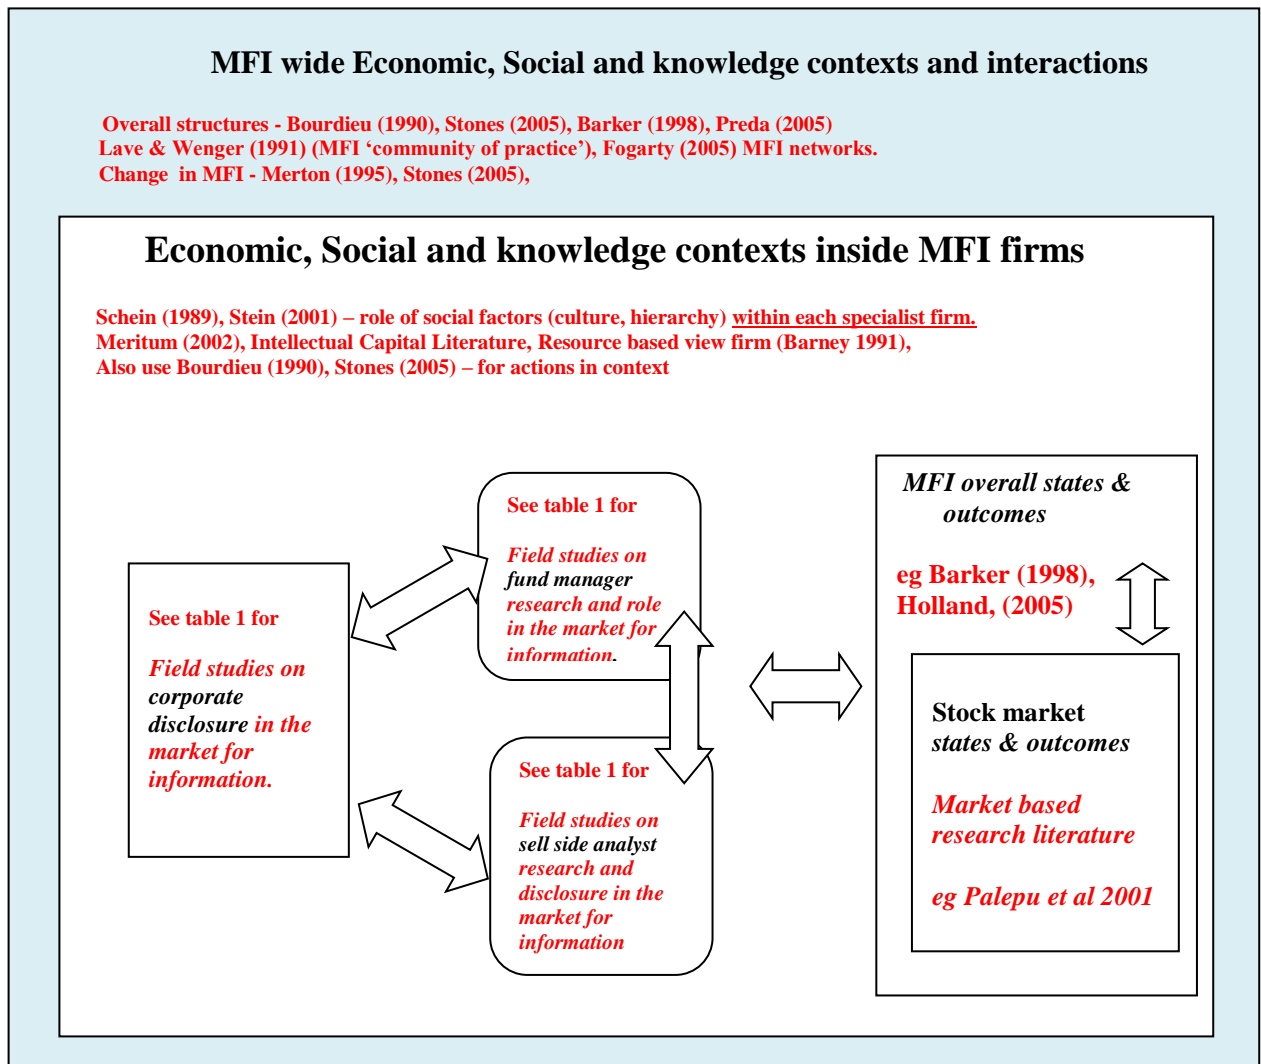 MFI wide Economic, Social and knowledge contexts and interactions
Overall structures - Bourdieu (1990), Stones (2005), Barker (1998), Preda (2005)
Lave & Wenger (1991) (MFI ‘community of practice’), Fogarty (2005) MFI networks.
Change in MFI - Merton (1995), Stones (2005),
Economic, Social and knowledge contexts inside MFI firms
Schein (1989), Stein (2001) – role of social factors (culture, hierarchy) within each specialist firm.
Meritum (2002), Intellectual Capital Literature, Resource based view firm (Barney 1991),
Also use Bourdieu (1990), Stones (2005) – for actions in context
See table 1 for
Field studies on
corporate
disclosure in the
market for
information.
See table 1 for
Field studies on
fund manager
research and role
in the market for
information.
See table 1 for
Field studies on
sell side analyst
research and
disclosure in the
market for
information
MFI overall states &
outcomes
eg Barker (1998),
Holland, (2005)
Stock market
states & outcomes
Market based
research literature
eg Palepu et al 2001